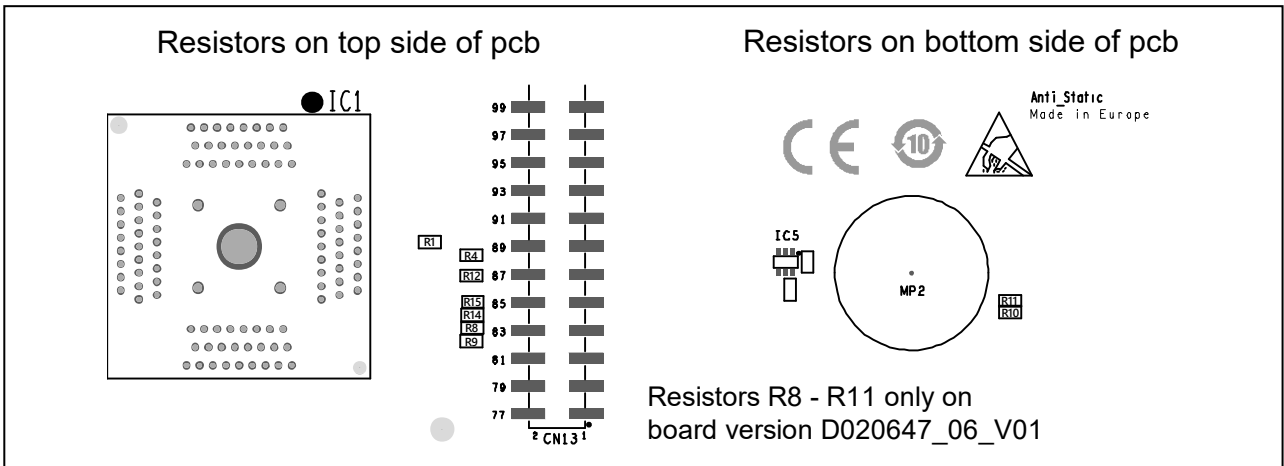 Resistors on top side of pcb
IC1
99
97
95
93
91
89
87
85
83
81
79
77
R1
R4
R12
R15
R14
R8
R9
2 CN13 1
Resistors on bottom side of pcb
CE
10
Anti_Static
Made in Europe
IC5
MP2
R11
R10
Resistors R8 - R11 only on
board version D020647_06_V01